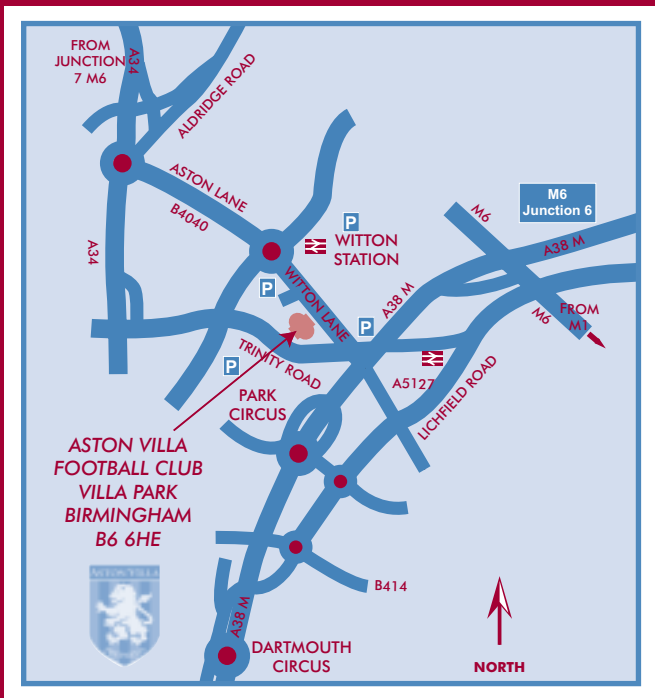 FROM
JUNCTION
7 M6
A34
ALDRIDGE ROAD
ASTON LANE
B4040
A34
P
WITTON
STATION
P
WITTON LANE
P
P
TRINITY ROAD
M6
Junction 6
M6
A38 M
A38 M
M6
FROM
M1
A5127
LICHFIELD ROAD
PARK
CIRCUS
ASTON VILLA
FOOTBALL CLUB
VILLA PARK
BIRMINGHAM
B6 6HE
ASTON VILLA
B414
A38 M
DARTMOUTH
CIRCUS
NORTH